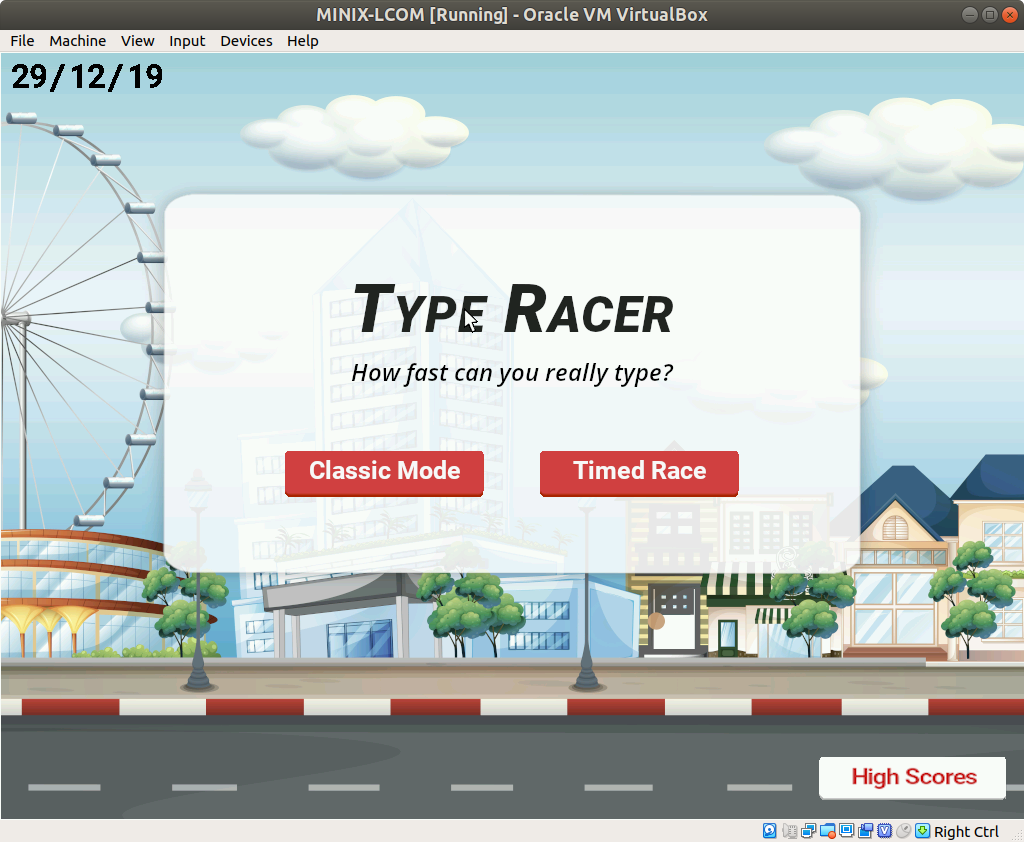 MINIX-LCOM [Running] - Oracle VM VirtualBox
File Machine View Input Devices Help
29/12/19
TYPE RACER
How fast can you really type?
Classic Mode Timed Race
High Scores
Right Ctrl